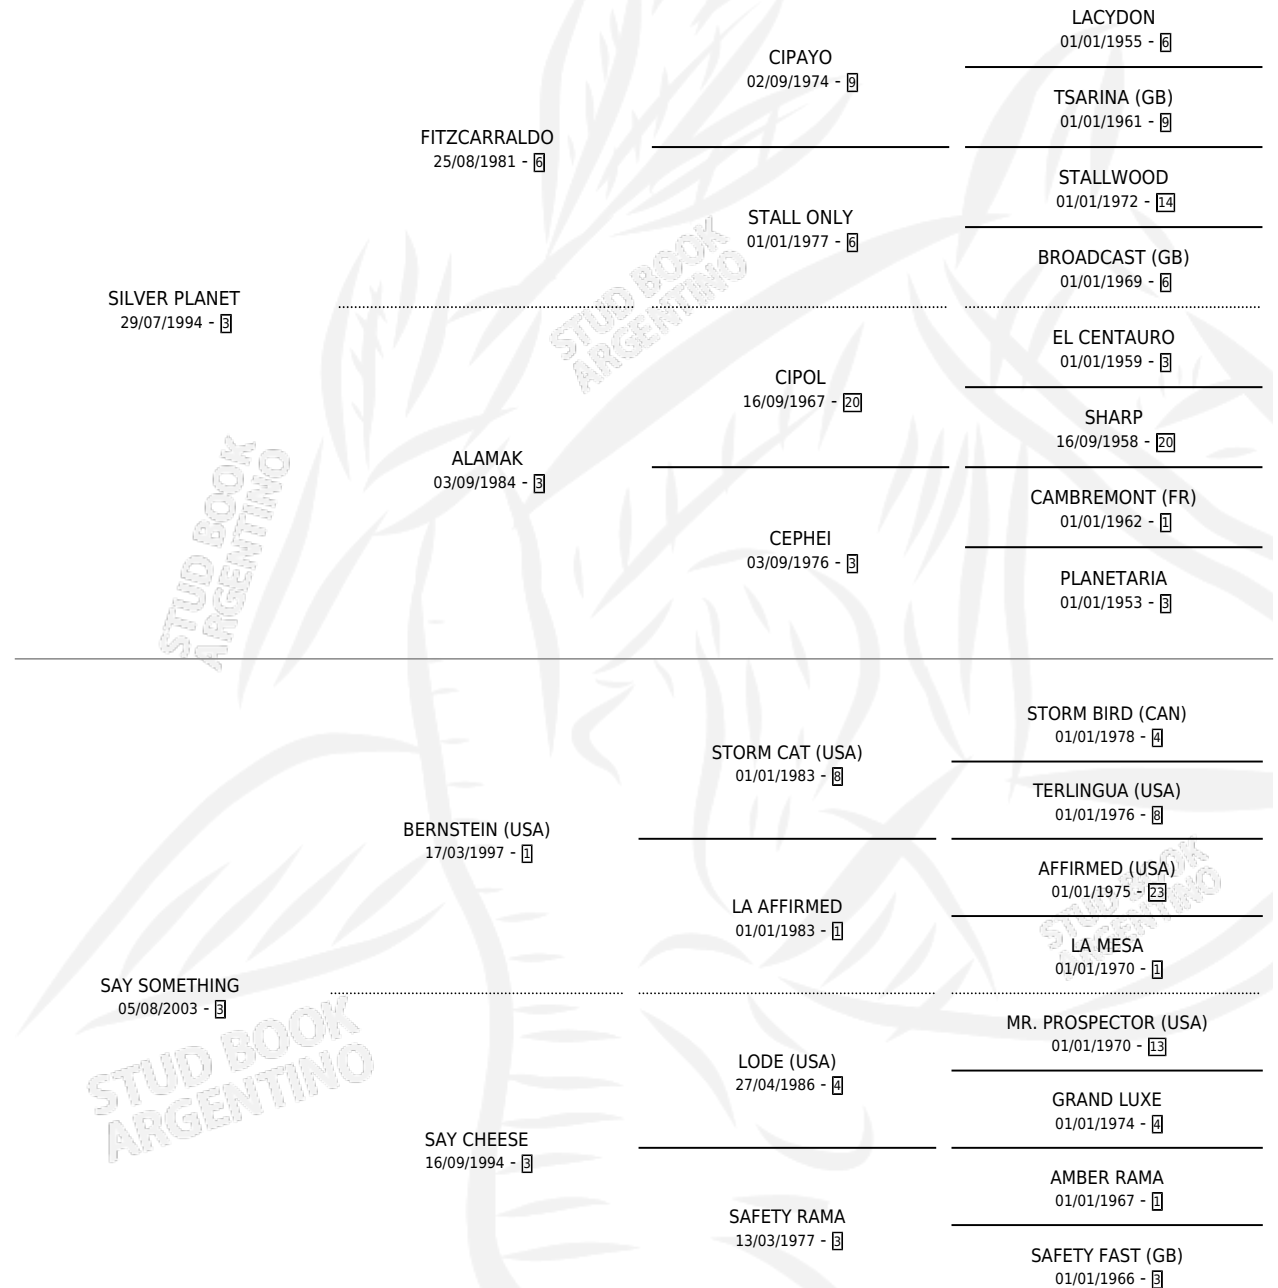 LACYDON
01/01/1955 - 6
CIPAYO
02/09/1974 - 9
TSARINA (GB)
01/01/1961 - 9
FITZCARRALDO
25/08/1981 - 6
STALLWOOD
01/01/1972 - 14
STALL ONLY
01/01/1977 - 6
BROADCAST (GB)
01/01/1969 - 6
SILVER PLANET
29/07/1994 - 3
EL CENTAURO
01/01/1959 - 3
CIPOL
16/09/1967 - 20
SHARP
16/09/1958 - 20
ALAMAK
03/09/1984 - 3
CAMBREMONT (FR)
01/01/1962 - 1
CEPHEI
03/09/1976 - 3
PLANETARIA
01/01/1953 - 3
STORM BIRD (CAN)
01/01/1978 - 4
STORM CAT (USA)
01/01/1983 - 8
TERLINGUA (USA)
01/01/1976 - 8
BERNSTEIN (USA)
17/03/1997 - 1
AFFIRMED (USA)
01/01/1975 - 23
LA AFFIRMED
01/01/1983 - 1
LA MESA
01/01/1970 - 1
SAY SOMETHING
05/08/2003 - 3
MR. PROSPECTOR (USA)
01/01/1970 - 13
LODE (USA)
27/04/1986 - 4
GRAND LUXE
01/01/1974 - 4
SAY CHEESE
16/09/1994 - 3
AMBER RAMA
01/01/1967 - 1
SAFETY RAMA
13/03/1977 - 3
SAFETY FAST (GB)
01/01/1966 - 3
STUD BOOK
ARGENTINO
STUD BOOK
ARGENTINO
STUD BOOK
ARGENTINO
STUD BOOK
ARGENTINO